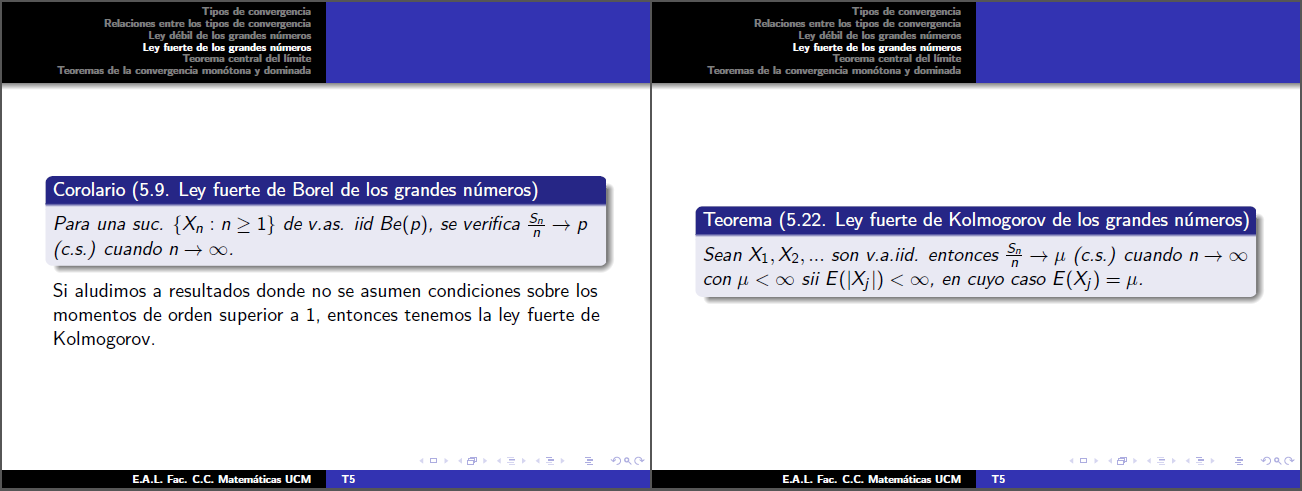 Tipos de convergencia
Relaciones entre los tipos de convergencia
Ley débil de los grandes números
Ley fuerte de los grandes números
Teorema central del límite
Teoremas de la convergencia monótona y dominada
Corolario (5.9. Ley fuerte de Borel de los grandes números)
Para una suc. {Xₙ : n ≥ 1} de v.as. iid Be(p), se verifica Sₙ/n → p
(c.s.) cuando n → ∞.
Si aludimos a resultados donde no se asumen condiciones sobre los
momentos de orden superior a 1, entonces tenemos la ley fuerte de
Kolmogorov.
E.A.L. Fac. C.C. Matemáticas UCM T5
Tipos de convergencia
Relaciones entre los tipos de convergencia
Ley débil de los grandes números
Ley fuerte de los grandes números
Teorema central del límite
Teoremas de la convergencia monótona y dominada
Teorema (5.22. Ley fuerte de Kolmogorov de los grandes números)
Sean X₁, X₂, ... son v.a.iid. entonces Sₙ/n → μ (c.s.) cuando n → ∞
con μ < ∞ sii E(|Xⱼ|) < ∞, en cuyo caso E(Xⱼ) = μ.
E.A.L. Fac. C.C. Matemáticas UCM T5